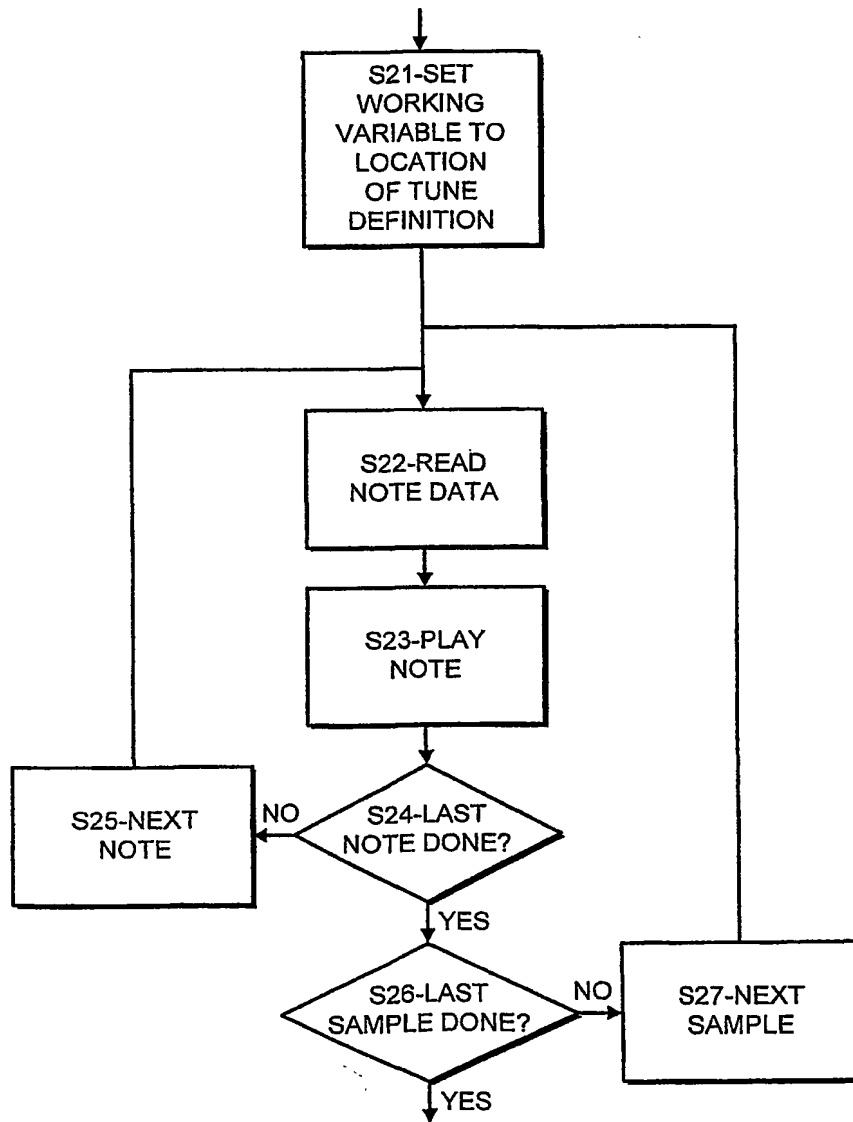 S21-SET
WORKING
VARIABLE TO
LOCATION
OF TUNE
DEFINITION
S22-READ
NOTE DATA
S23-PLAY
NOTE
S24-LAST
NOTE DONE?
NO
S25-NEXT
NOTE
YES
S26-LAST
SAMPLE DONE?
NO
S27-NEXT
SAMPLE
YES